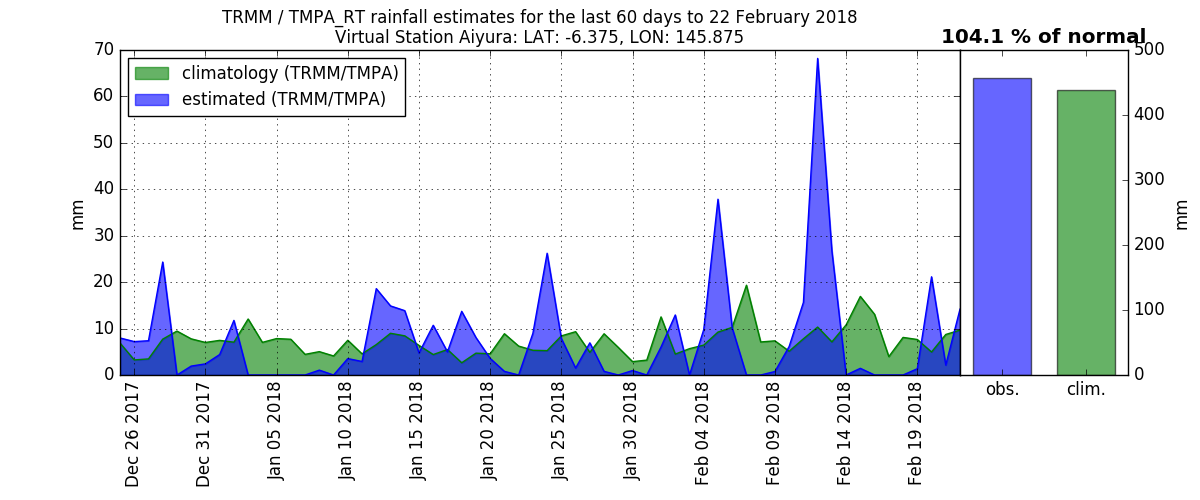 TRMM / TMPA_RT rainfall estimates for the last 60 days to 22 February 2018
Virtual Station Aiyura: LAT: -6.375, LON: 145.875
104.1 % of normal
climatology (TRMM/TMPA)
estimated (TRMM/TMPA)
70
60
50
40
30
20
10
0
mm
Dec 26 2017
Dec 31 2017
Jan 05 2018
Jan 10 2018
Jan 15 2018
Jan 20 2018
Jan 25 2018
Jan 30 2018
Feb 04 2018
Feb 09 2018
Feb 14 2018
Feb 19 2018
obs.
clim.
500
400
300
200
100
0
mm